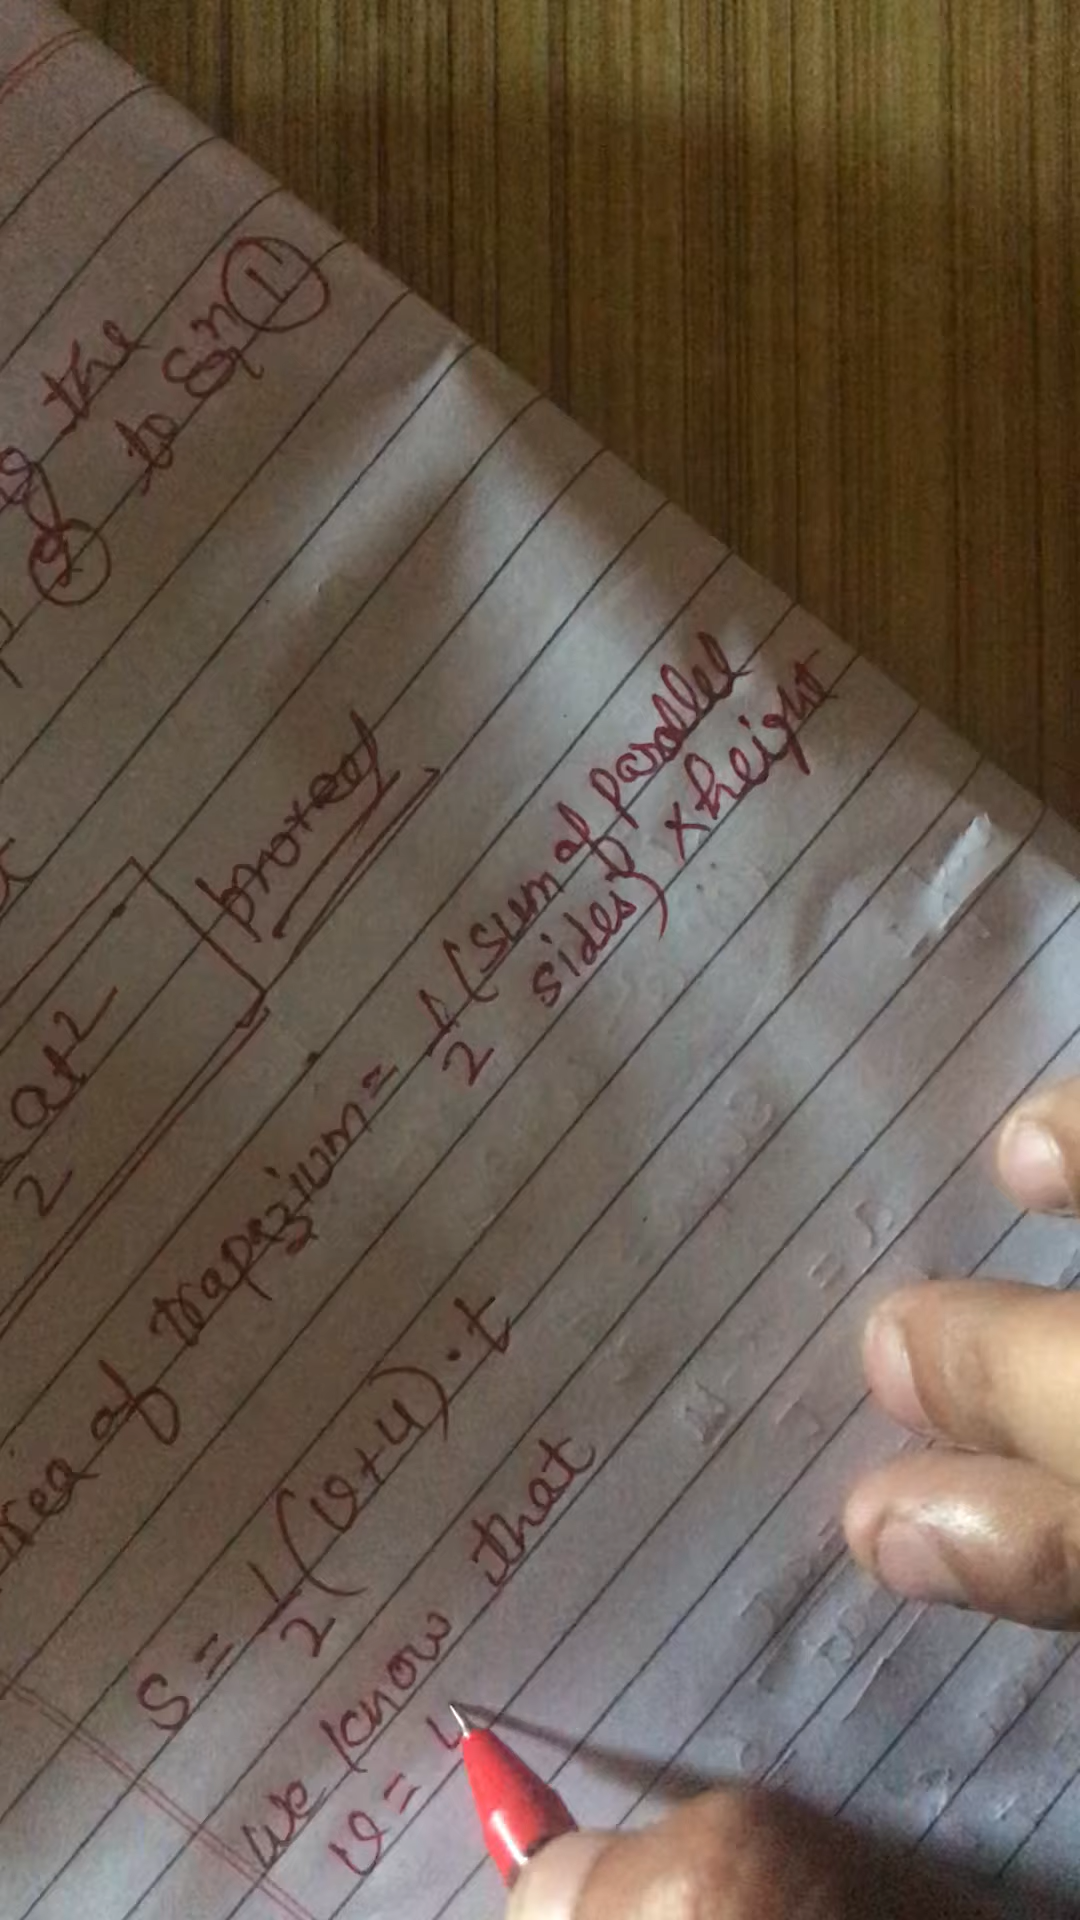 the
② to Eqn ①
at²
2
proved
Area of trapezium = 1/2 (sum of parallel
sides) × height
S = 1/2 (v+u)·t
We know that
v = u